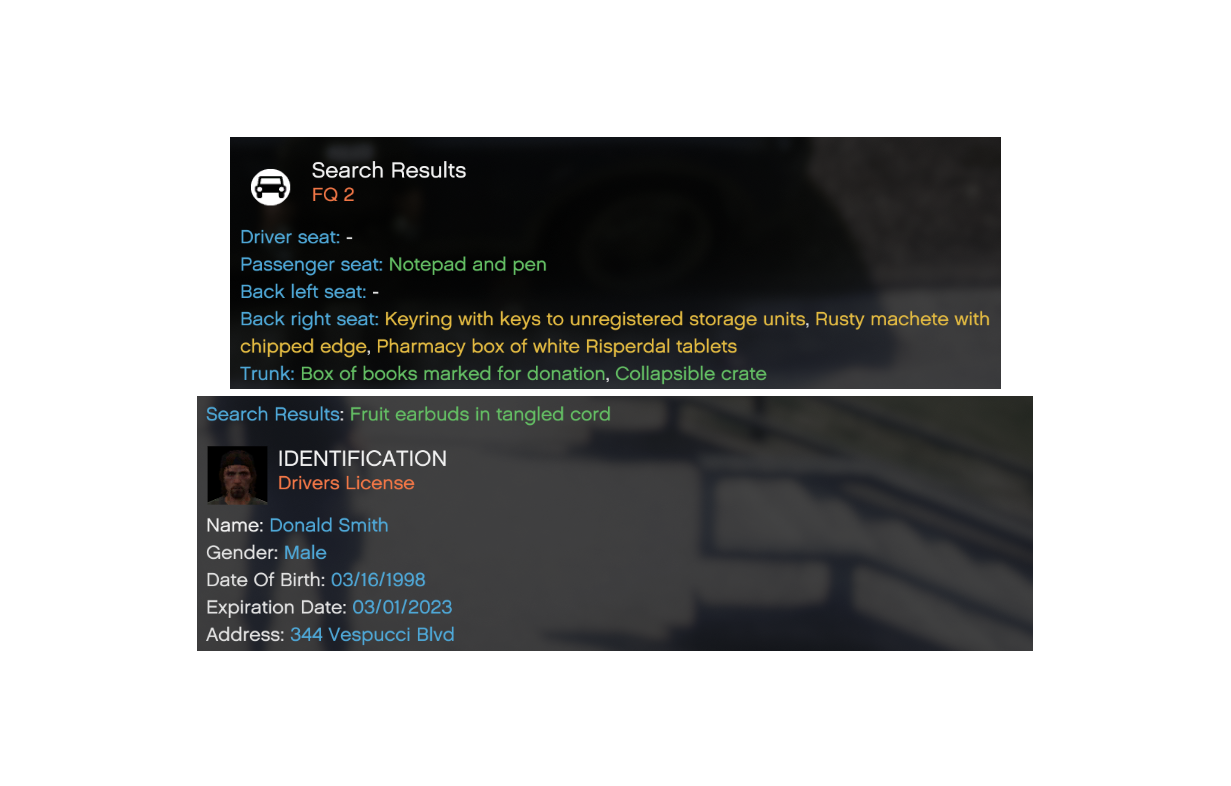 Search Results
FQ 2
Driver seat: -
Passenger seat: Notepad and pen
Back left seat: -
Back right seat: Keyring with keys to unregistered storage units, Rusty machete with
chipped edge, Pharmacy box of white Risperdal tablets
Trunk: Box of books marked for donation, Collapsible crate
Search Results: Fruit earbuds in tangled cord
IDENTIFICATION
Drivers License
Name: Donald Smith
Gender: Male
Date Of Birth: 03/16/1998
Expiration Date: 03/01/2023
Address: 344 Vespucci Blvd